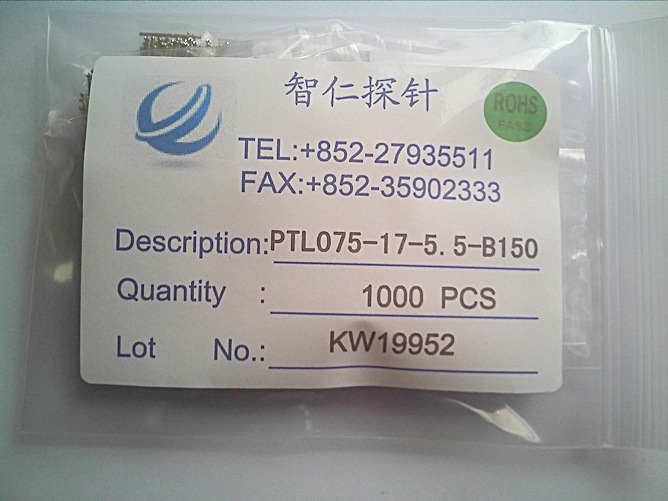 智仁探针
ROHS
PASS
TEL:+852-27935511
FAX:+852-35902333
Description:PTL075-17-5.5-B150
Quantity : 1000 PCS
Lot No.: KW19952